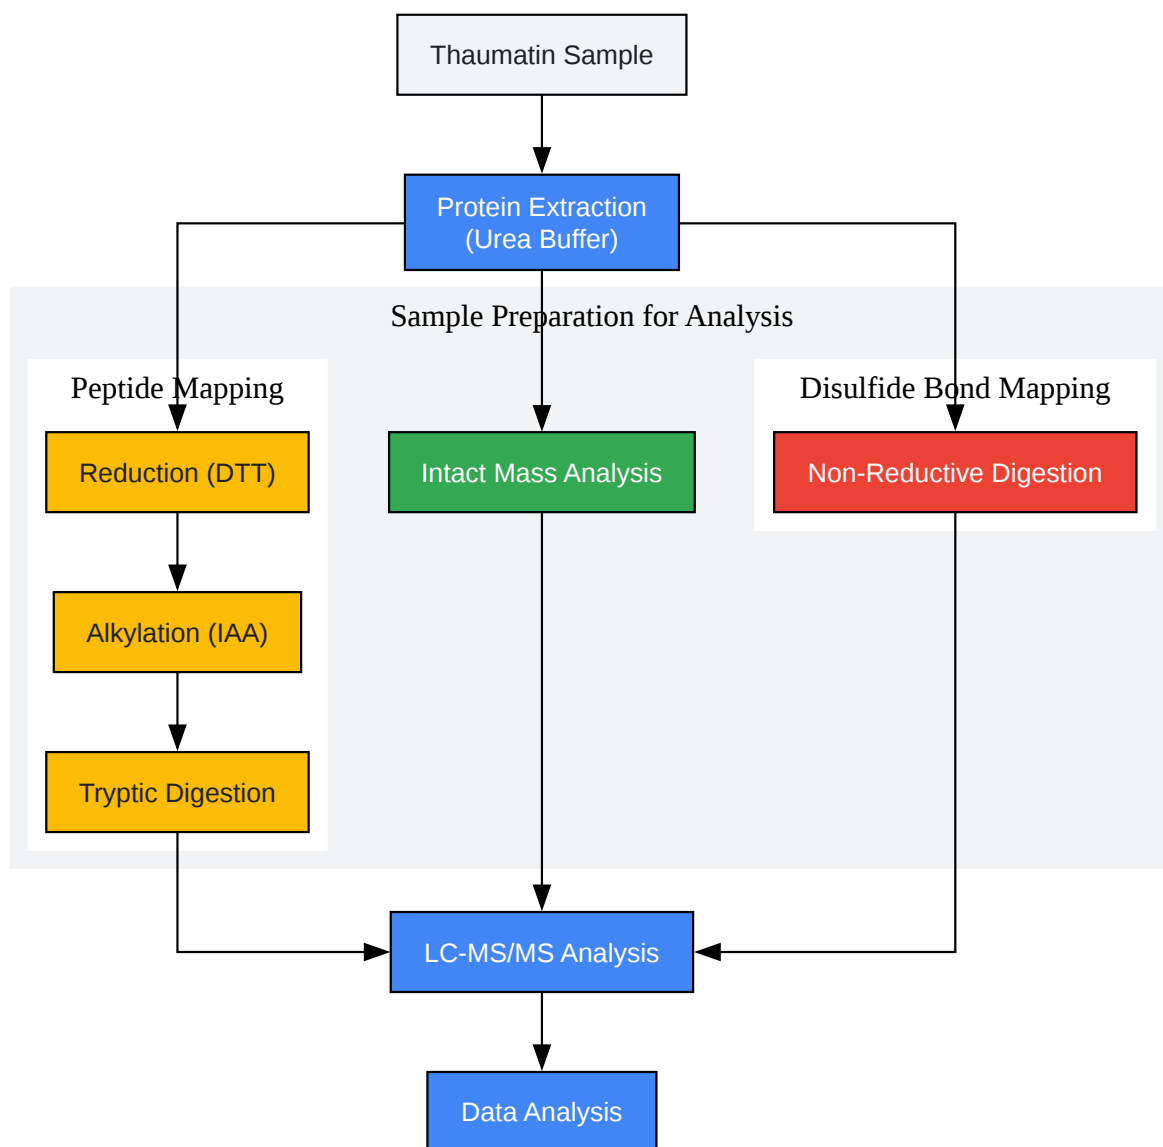 Thaumatin Sample
Protein Extraction
(Urea Buffer)
Sample Preparation for Analysis
Peptide Mapping
Disulfide Bond Mapping
Reduction (DTT)
Intact Mass Analysis
Non-Reductive Digestion
Alkylation (IAA)
Tryptic Digestion
LC-MS/MS Analysis
Data Analysis